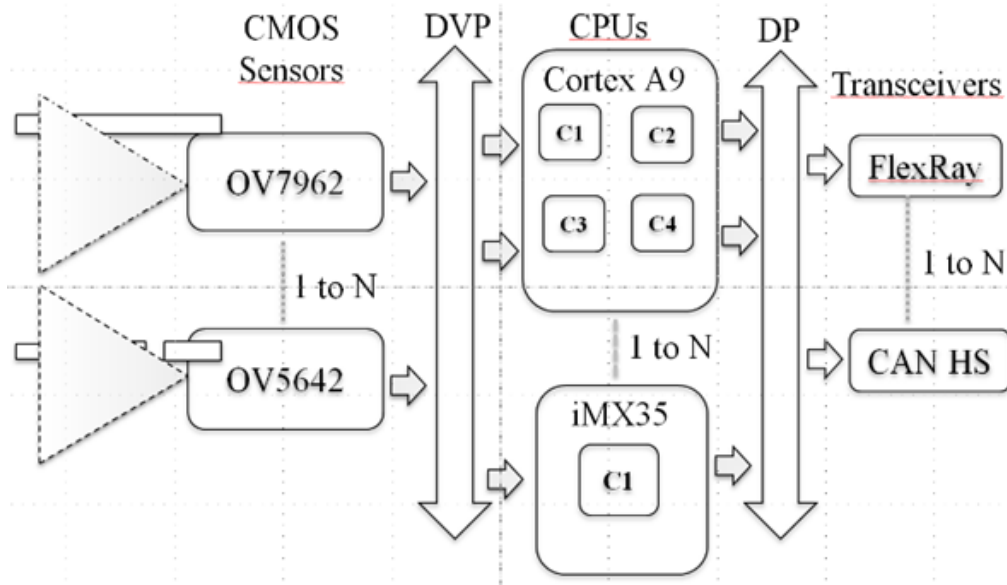 CMOS
Sensors
DVP
CPUs
DP
Transceivers
Cortex A9
C1
C2
C3
C4
OV7962
FlexRay
1 to N
1 to N
OV5642
1 to N
CAN HS
iMX35
C1